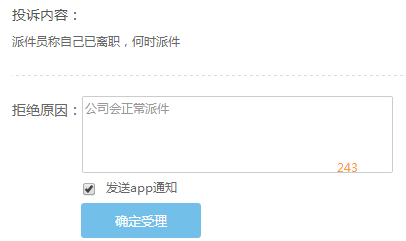 投诉内容：
派件员称自己已离职，何时派件
拒绝原因：公司会正常派件
243
发送app通知
确定受理